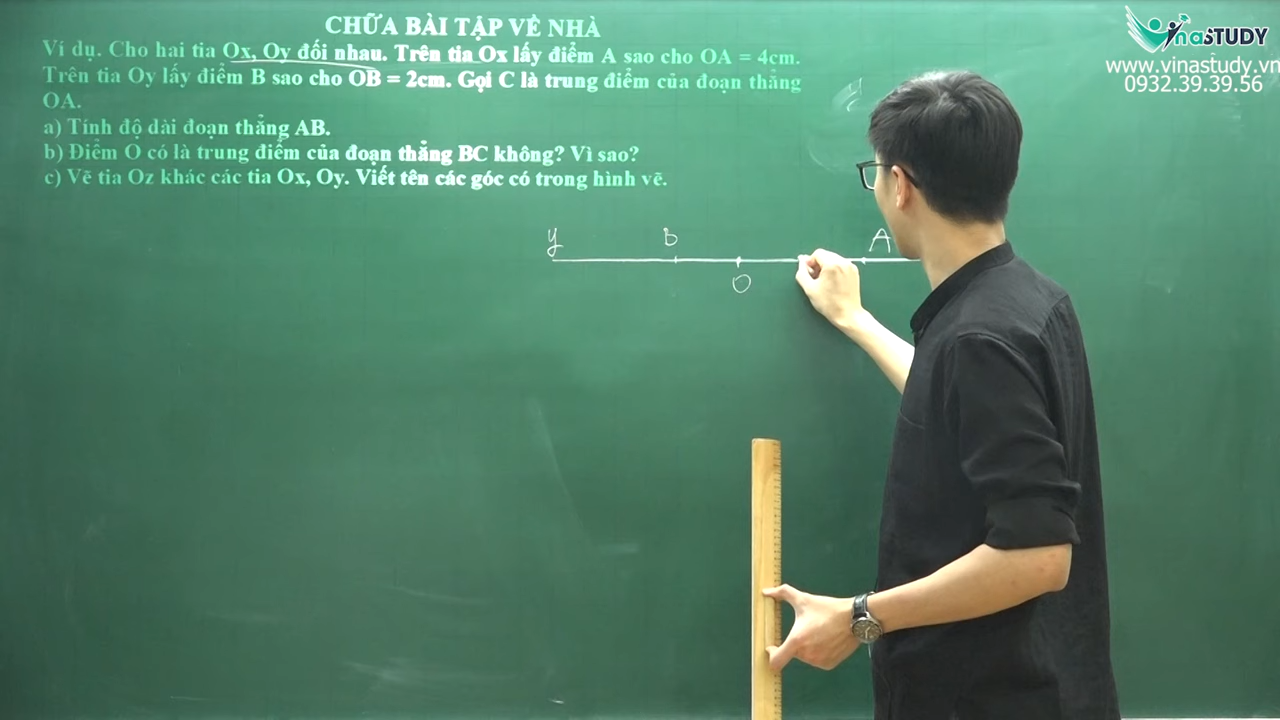 CHỮA BÀI TẬP VỀ NHÀ
Ví dụ. Cho hai tia Ox, Oy đối nhau. Trên tia Ox lấy điểm A sao cho OA = 4cm.
Trên tia Oy lấy điểm B sao cho OB = 2cm. Gọi C là trung điểm của đoạn thẳng
OA.
a) Tính độ dài đoạn thẳng AB.
b) Điểm O có là trung điểm của đoạn thẳng BC không? Vì sao?
c) Vẽ tia Oz khác các tia Ox, Oy. Viết tên các góc có trong hình vẽ.
VinaSTUDY
www.vinastudy.vn
0932.39.39.56
y B A
O